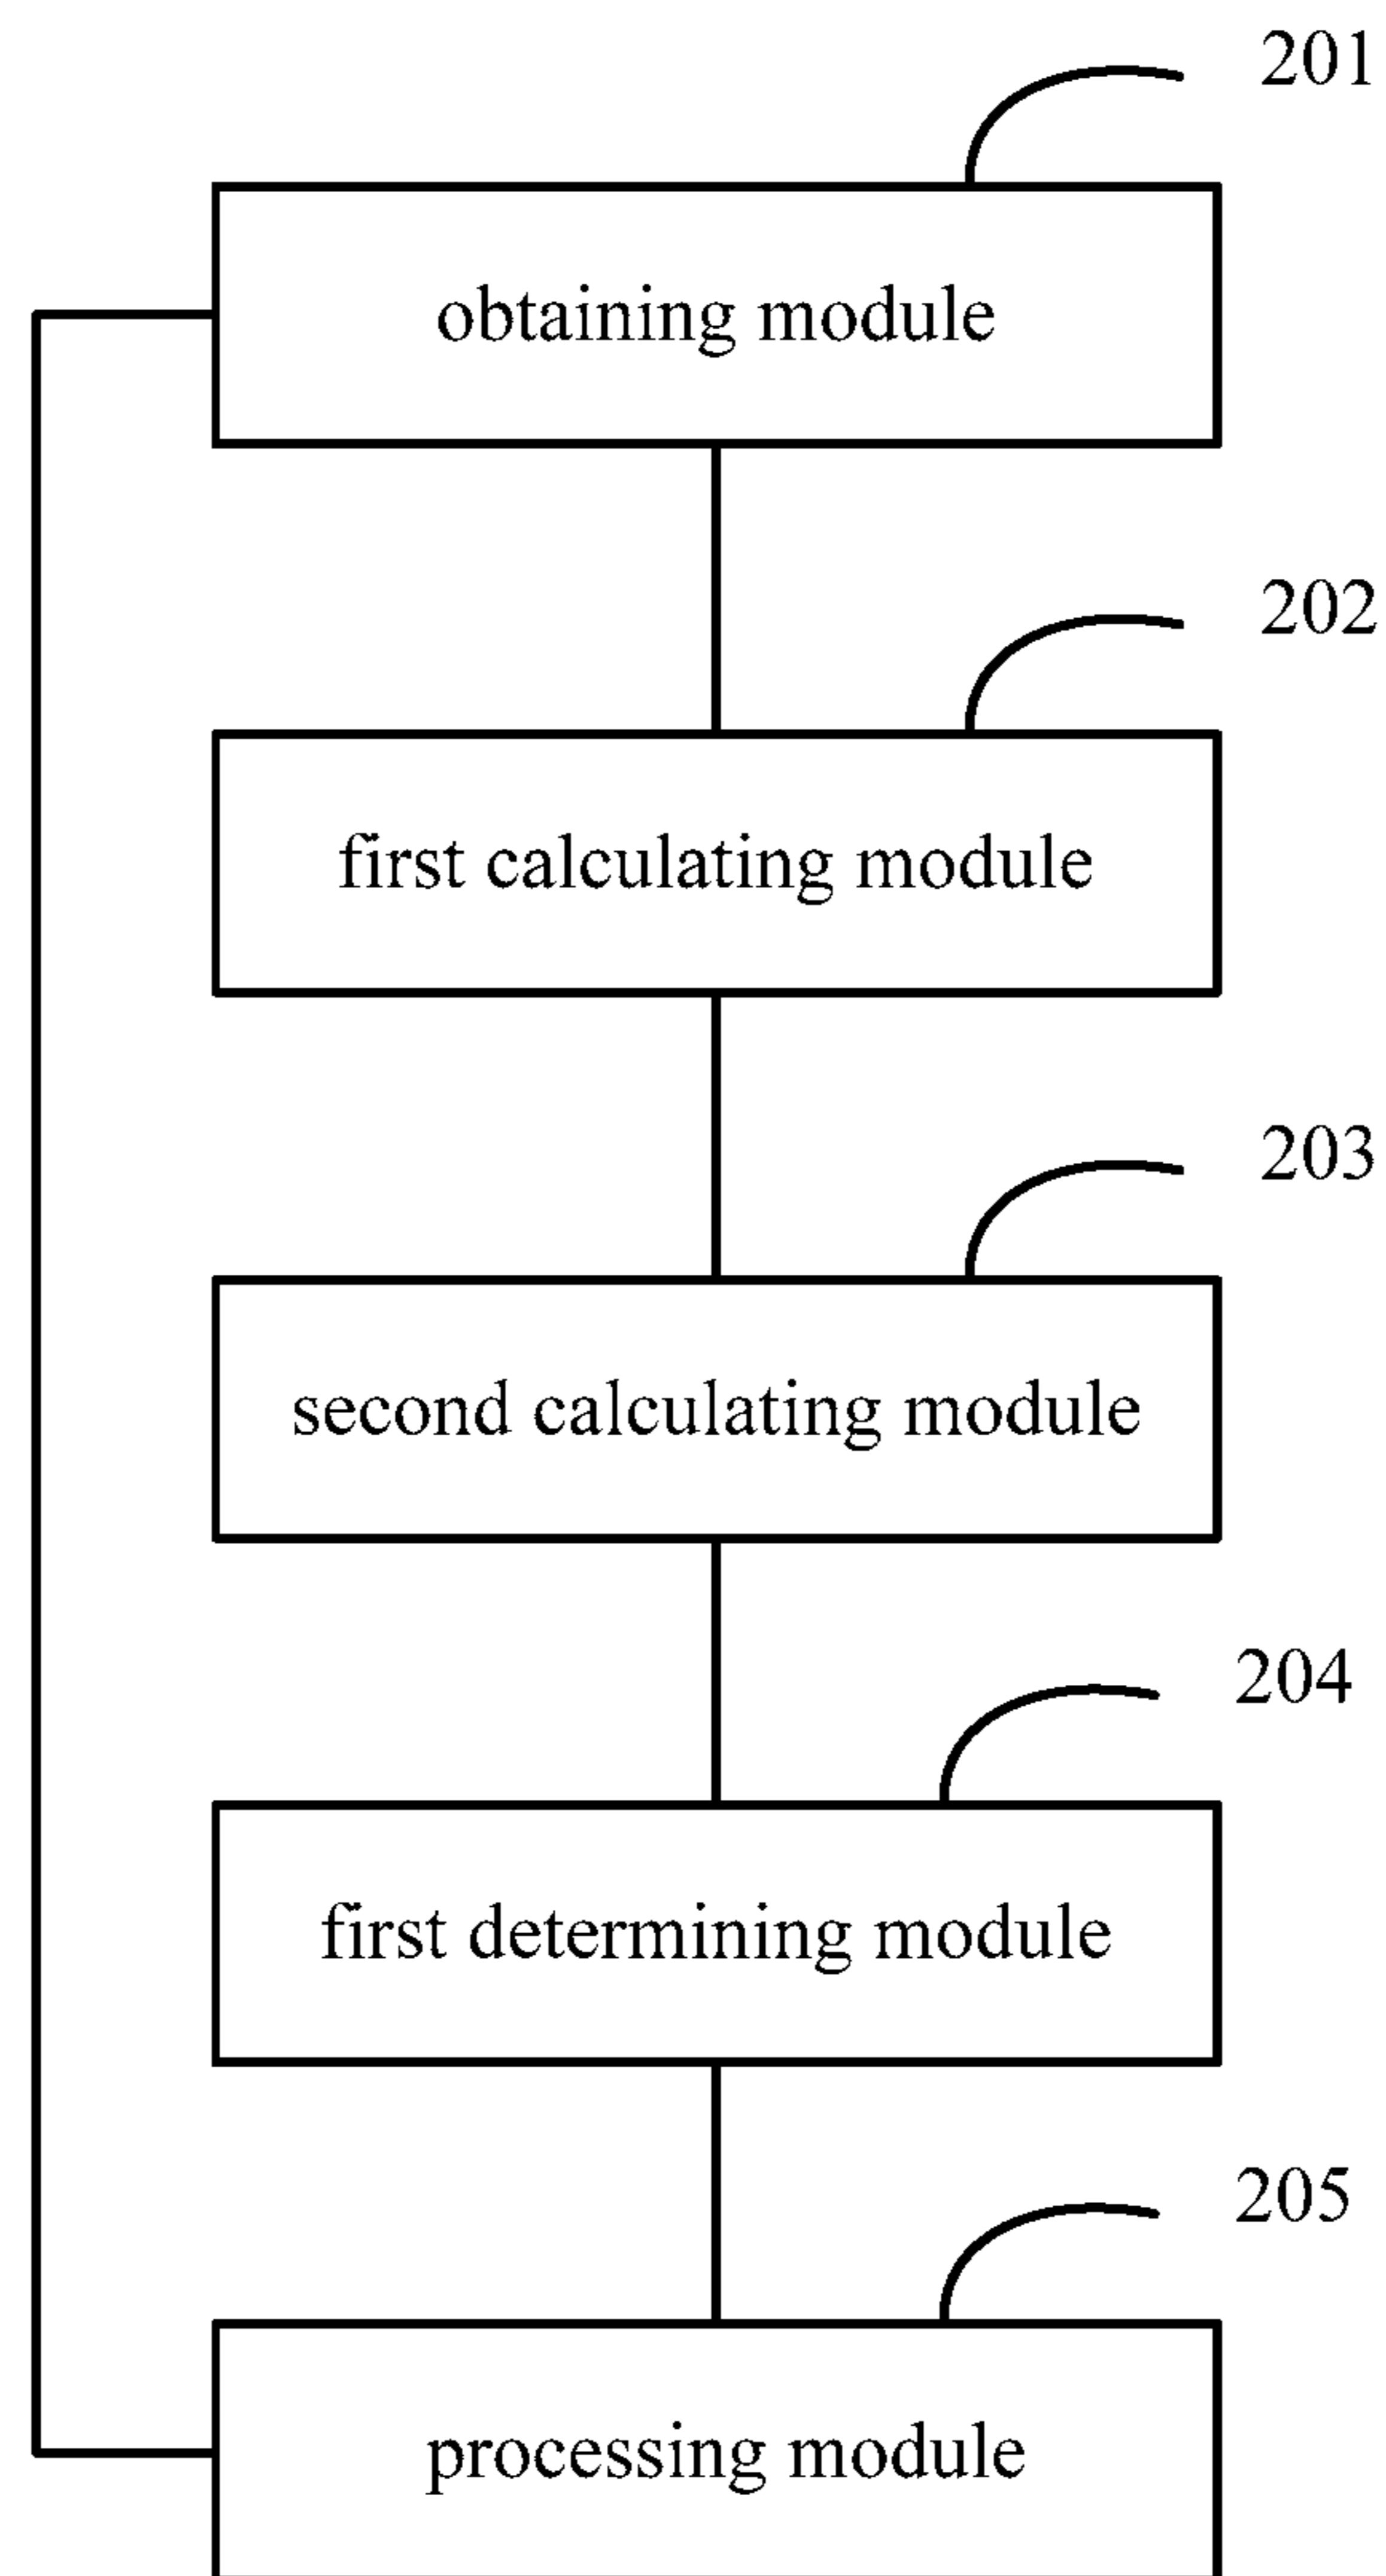 201
obtaining module
202
first calculating module
203
second calculating module
204
first determining module
205
processing module